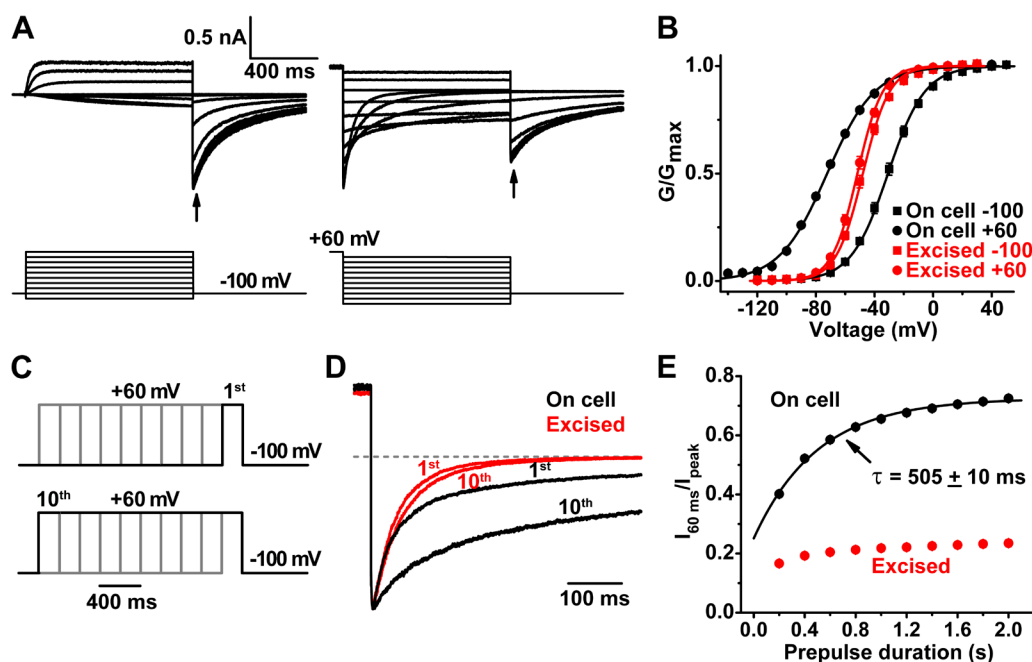 A
0.5 nA
400 ms
+60 mV
-100 mV
B
G/Gmax
1.0
0.5
0.0
On cell -100
On cell +60
Excised -100
Excised +60
-120 -80 -40 0 40
Voltage (mV)
C
+60 mV 1st
-100 mV
10th +60 mV
-100 mV
400 ms
D
On cell
Excised
1st
1st
10th
10th
100 ms
E
I60 ms/Ipeak
0.8
0.6
0.4
0.2
0.0
On cell
τ = 505 ± 10 ms
Excised
0.0 0.4 0.8 1.2 1.6 2.0
Prepulse duration (s)